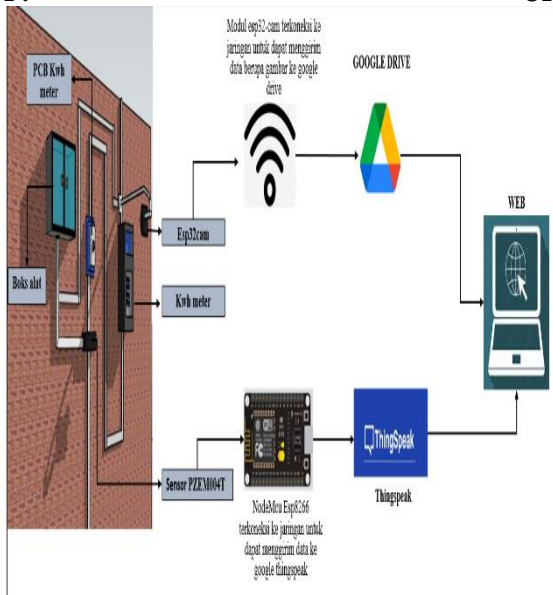 Modul esp32-cam terkoneksi ke
jaringan untuk dapat menggirim
data berupa gambar ke google
drive
GOOGLE DRIVE
PCB Kwh
meter
WEB
Esp32cam
Boks alat
Kwh meter
ThingSpeak
Sensor PZEM004T
Thingspeak
NodeMcu Esp8266
terkoneksi ke jaringan untuk
dapat menggirim data ke
google thingspeak